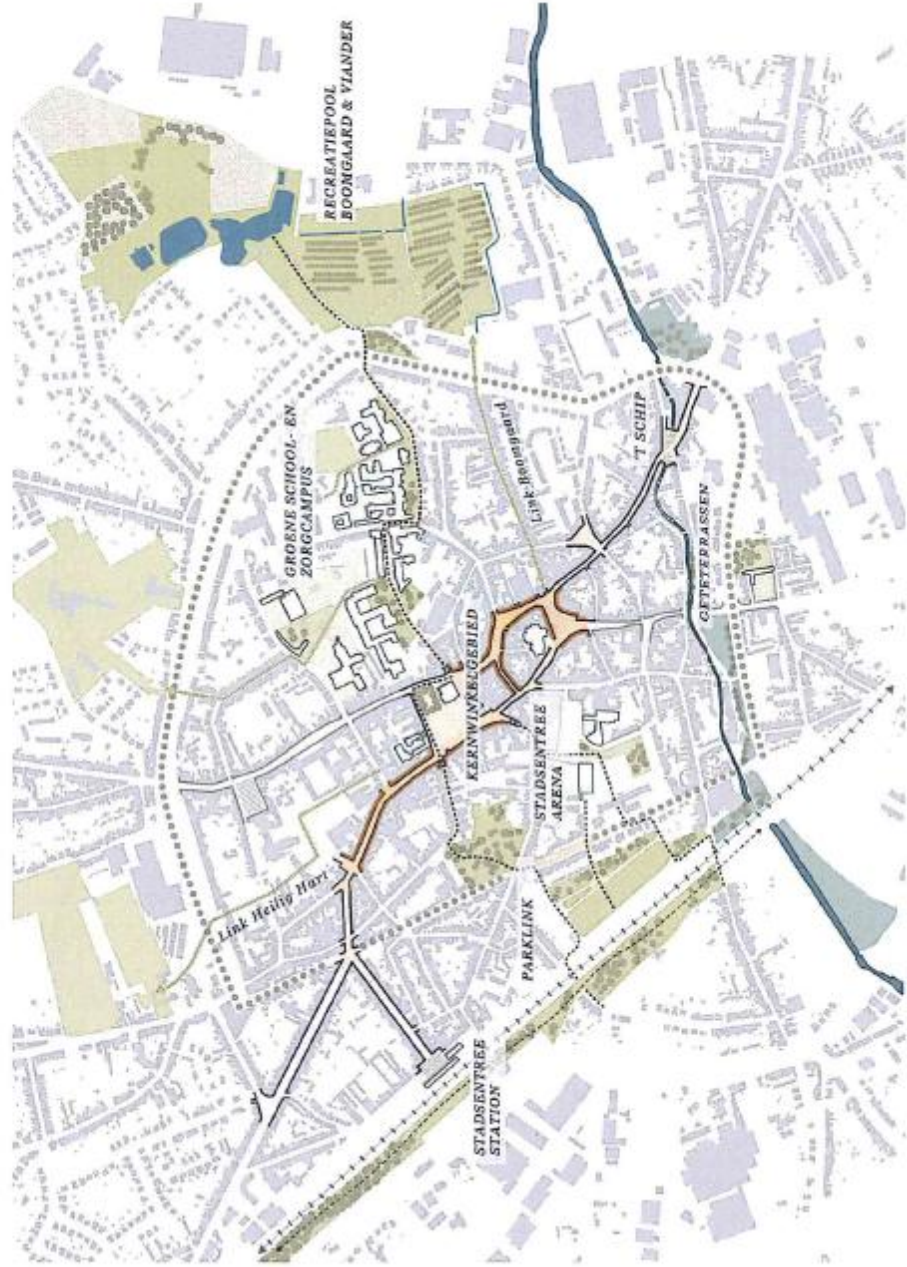 RECREATIEPOOL
BOOMGAARD & VIANDER
GROENE SCHOOL- EN
ZORGCAMPUS
Link Boomgaard
'T SCHIP
GETETERRASSEN
KERNWINKELGEBIED
STADSENTREE
ARENA
Link Heilig Hart
PARKLINK
STADSENTREE
STATION